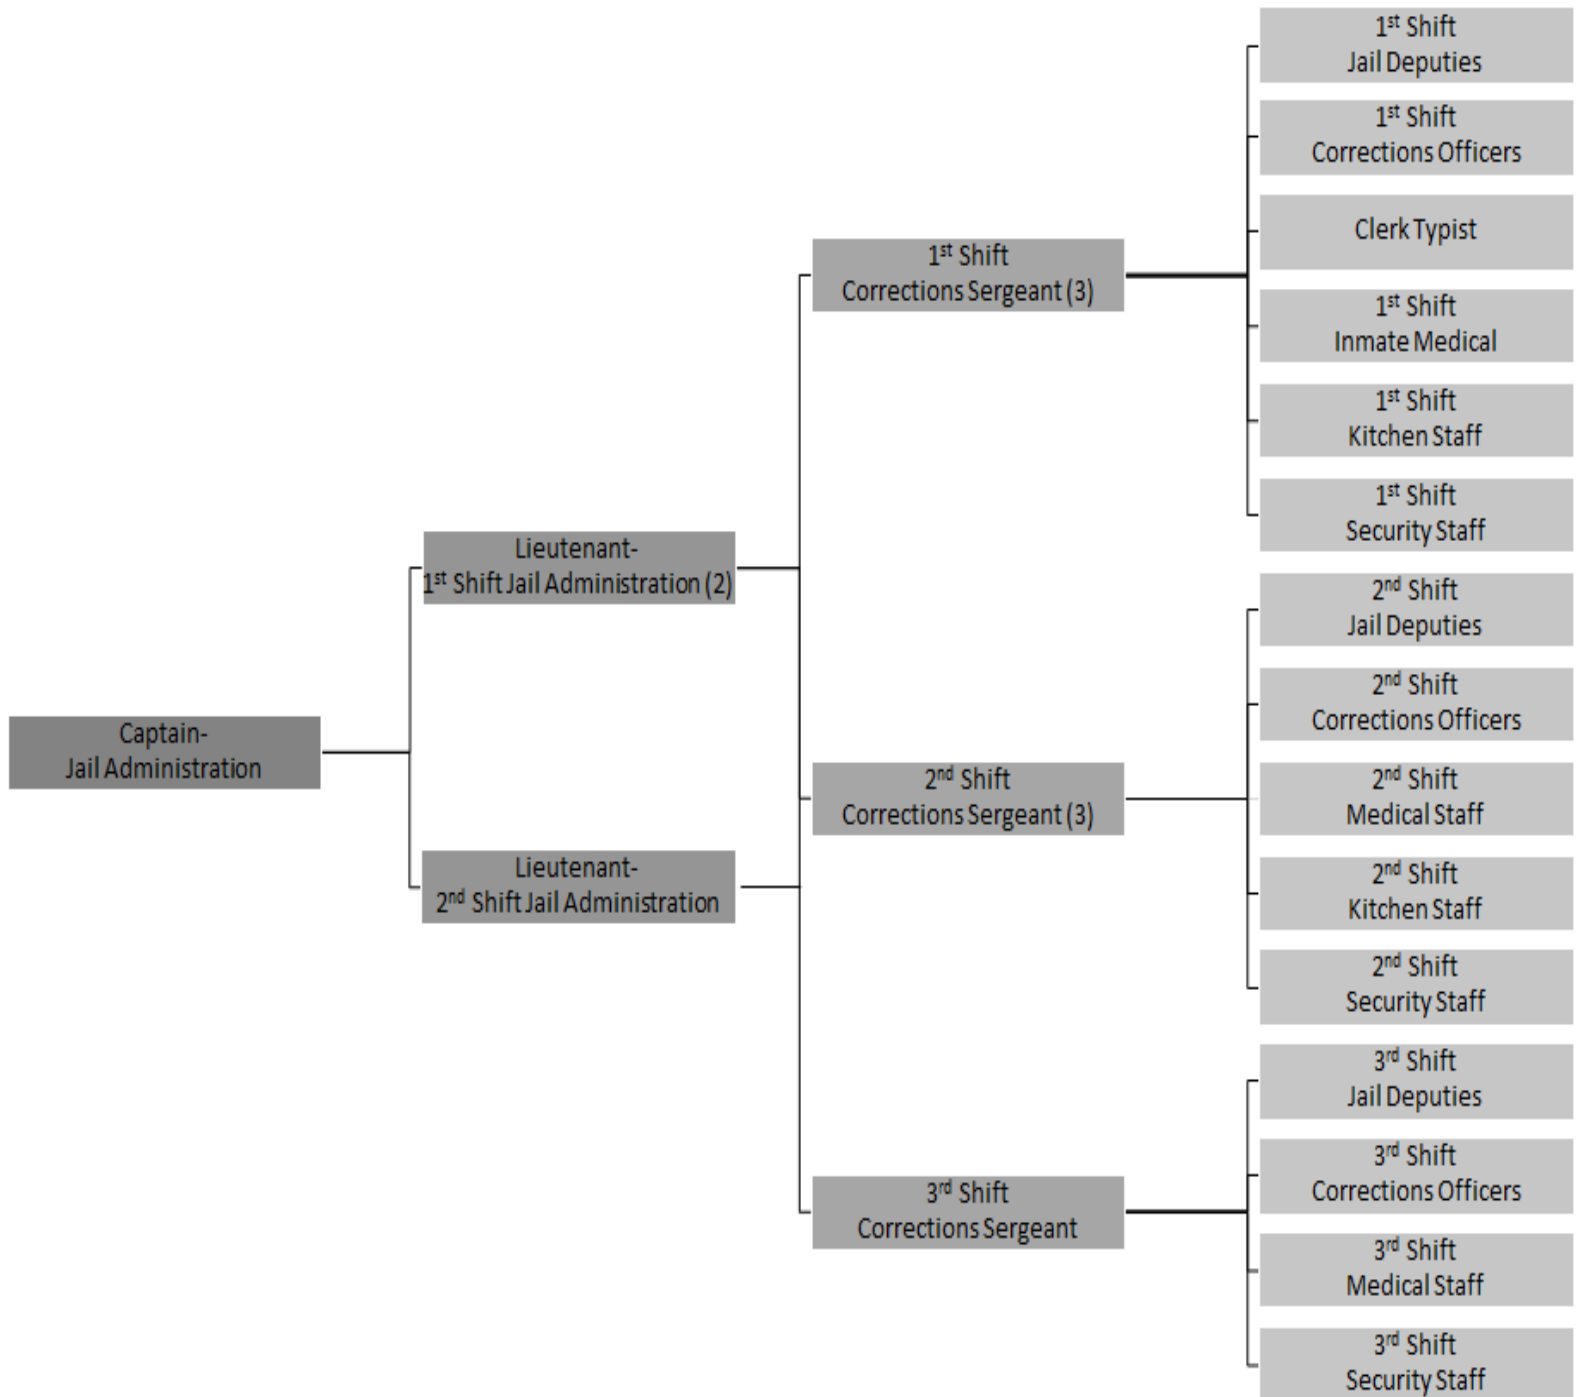 Captain-
Jail Administration
Lieutenant-
1st Shift Jail Administration (2)
Lieutenant-
2nd Shift Jail Administration
1st Shift
Corrections Sergeant (3)
2nd Shift
Corrections Sergeant (3)
3rd Shift
Corrections Sergeant
1st Shift
Jail Deputies
1st Shift
Corrections Officers
Clerk Typist
1st Shift
Inmate Medical
1st Shift
Kitchen Staff
1st Shift
Security Staff
2nd Shift
Jail Deputies
2nd Shift
Corrections Officers
2nd Shift
Medical Staff
2nd Shift
Kitchen Staff
2nd Shift
Security Staff
3rd Shift
Jail Deputies
3rd Shift
Corrections Officers
3rd Shift
Medical Staff
3rd Shift
Security Staff